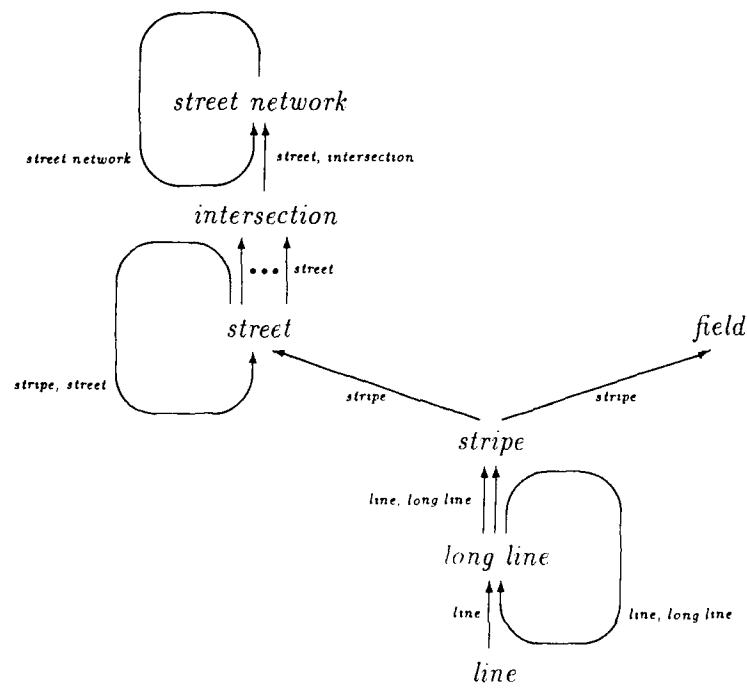 street network
street network
street, intersection
intersection
street
street
field
stripe, street
stripe
stripe
stripe
line, long line
long line
line
line, long line
line